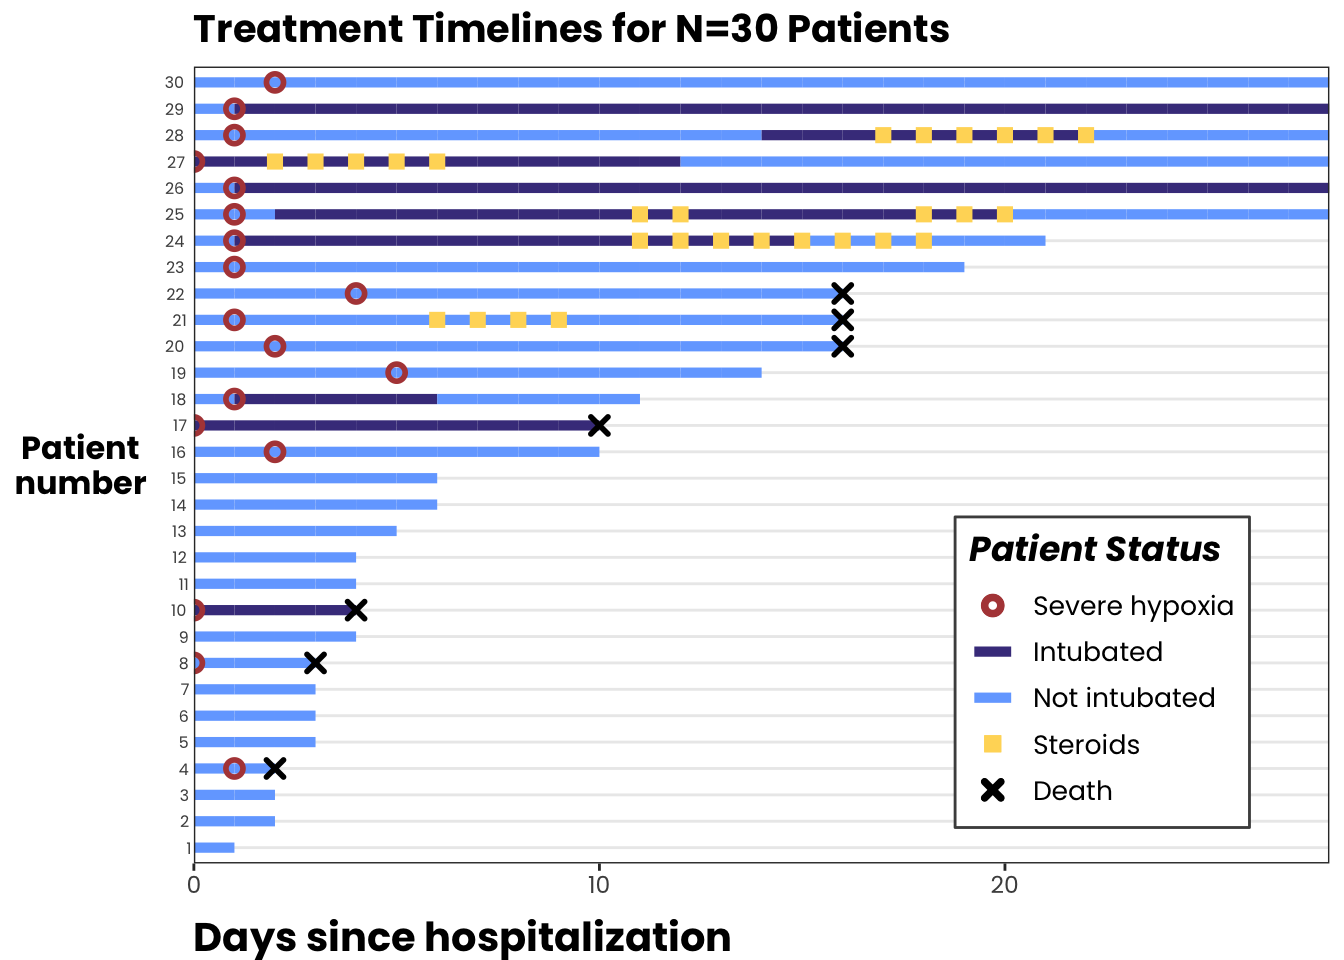 Treatment Timelines for N=30 Patients
30
29
28
27
26
25
24
23
22
21
20
19
18
17
16
15
14
13
12
11
10
9
8
7
6
5
4
3
2
1
Patient
number
Patient Status
Severe hypoxia
Intubated
Not intubated
Steroids
Death
0 10 20
Days since hospitalization